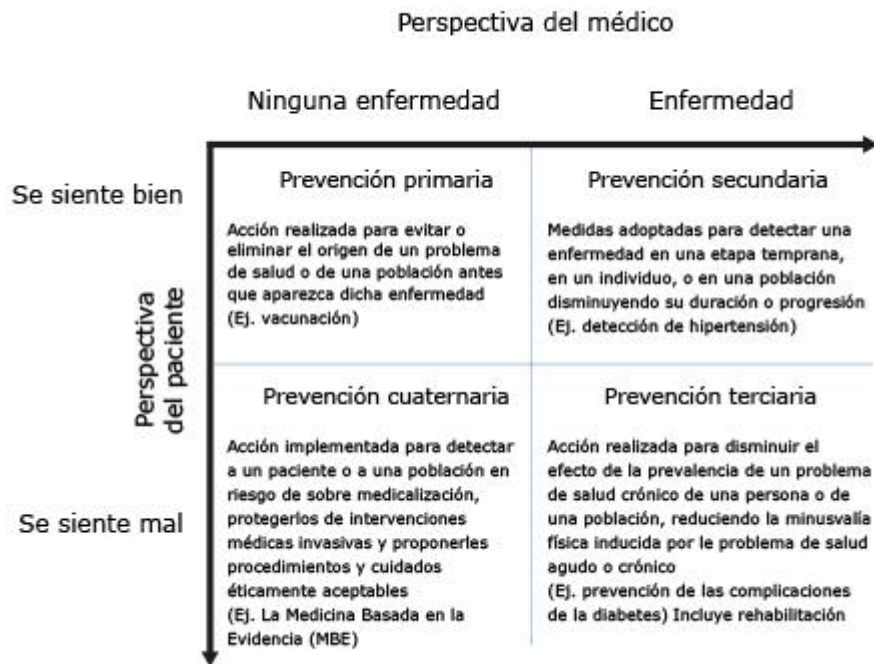 Perspectiva del médico
Ninguna enfermedad
Enfermedad
Se siente bien
Perspectiva
del paciente
Se siente mal
Prevención primaria
Acción realizada para evitar o
eliminar el origen de un problema
de salud o de una población antes
que aparezca dicha enfermedad
(Ej. vacunación)
Prevención secundaria
Medidas adoptadas para detectar una
enfermedad en una etapa temprana,
en un individuo, o en una población
disminuyendo su duración o progresión
(Ej. detección de hipertensión)
Prevención cuaternaria
Acción implementada para detectar
a un paciente o a una población en
riesgo de sobre medicalización,
protegerlos de intervenciones
médicas invasivas y proponerles
procedimientos y cuidados
éticamente aceptables
(Ej. La Medicina Basada en la
Evidencia (MBE)
Prevención terciaria
Acción realizada para disminuir el
efecto de la prevalencia de un problema
de salud crónico de una persona o de
una población, reduciendo la minusvalía
física inducida por le problema de salud
agudo o crónico
(Ej. prevención de las complicaciones
de la diabetes) Incluye rehabilitación